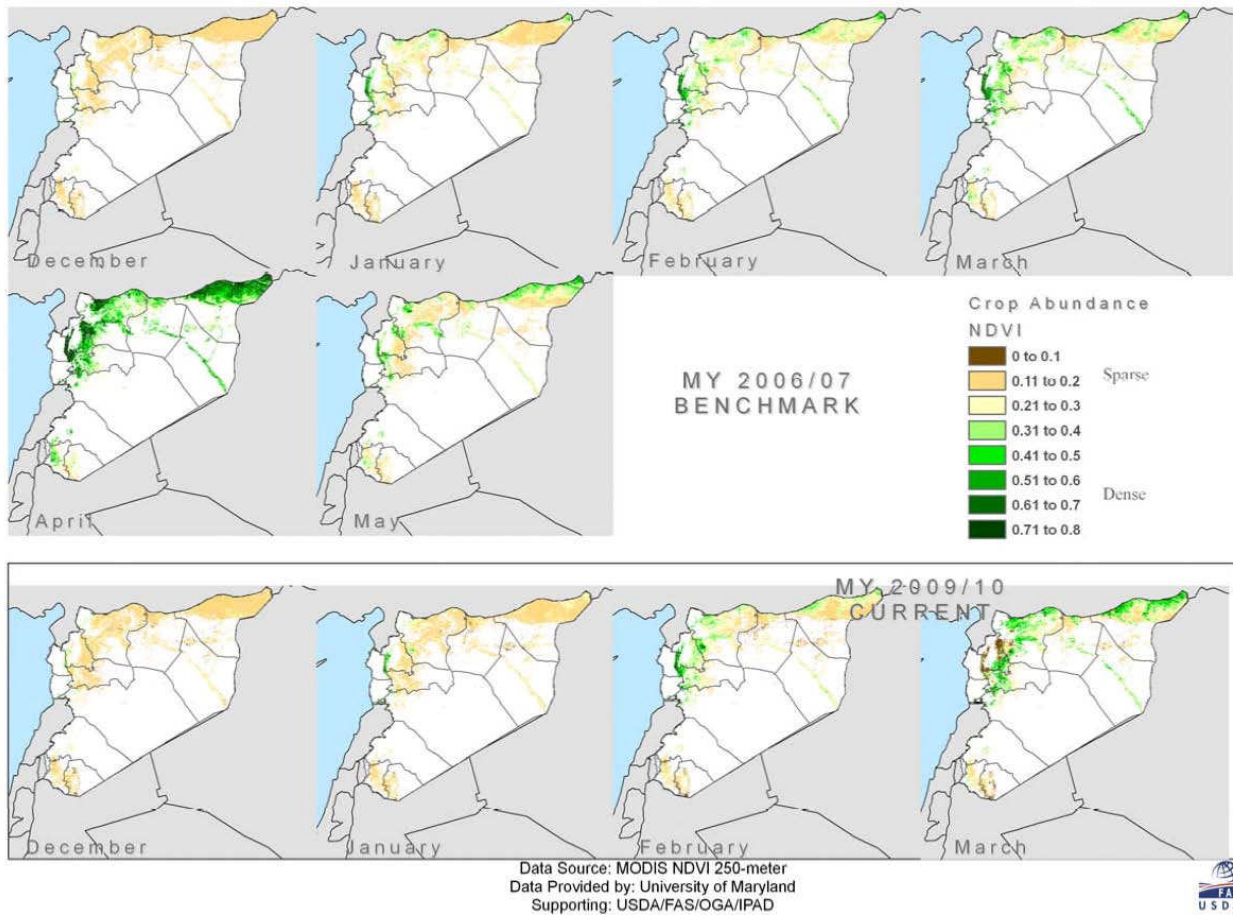 December
January
February
March
April
May
MY 2006/07
BENCHMARK
Crop Abundance
NDVI
0 to 0.1
0.11 to 0.2
Sparse
0.21 to 0.3
0.31 to 0.4
0.41 to 0.5
0.51 to 0.6
0.61 to 0.7
Dense
0.71 to 0.8
MY 2009/10
CURRENT
December
January
February
March
Data Source: MODIS NDVI 250-meter
Data Provided by: University of Maryland
Supporting: USDA/FAS/OGA/IPAD